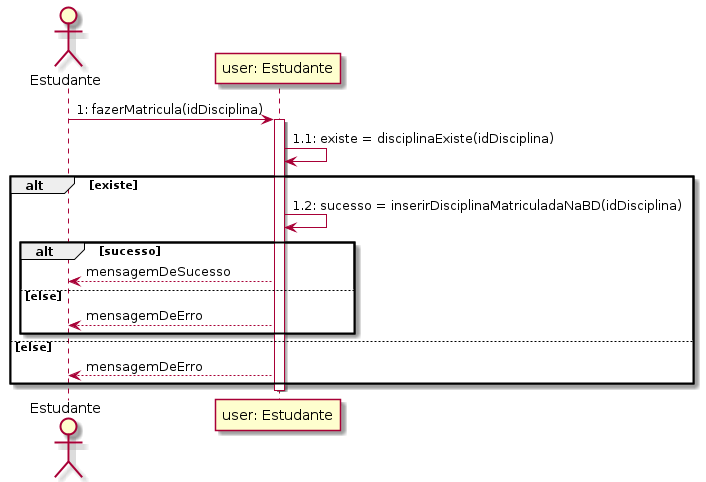 Estudante
user: Estudante
1: fazerMatricula(idDisciplina)
1.1: existe = disciplinaExiste(idDisciplina)
alt [existe]
1.2: sucesso = inserirDisciplinaMatriculadaNaBD(idDisciplina)
alt [sucesso]
mensagemDeSucesso
[else]
mensagemDeErro
[else]
mensagemDeErro
Estudante
user: Estudante